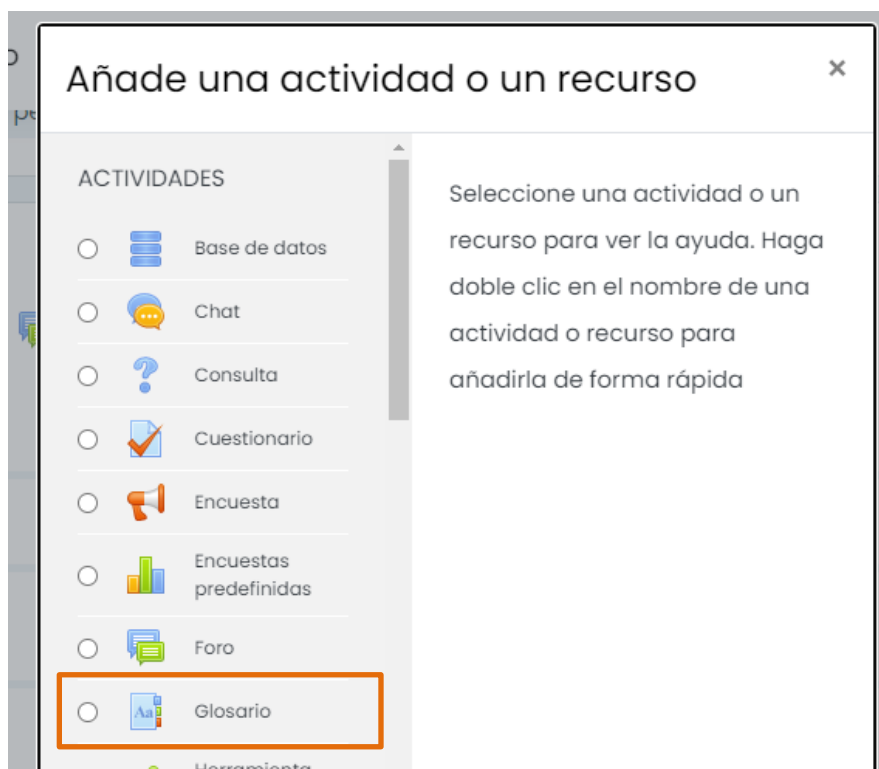 Añade una actividad o un recurso
×
ACTIVIDADES
Base de datos
Chat
Consulta
Cuestionario
Encuesta
Encuestas
predefinidas
Foro
Aa
Glosario
Herramienta
Seleccione una actividad o un
recurso para ver la ayuda. Haga
doble clic en el nombre de una
actividad o recurso para
añadirla de forma rápida